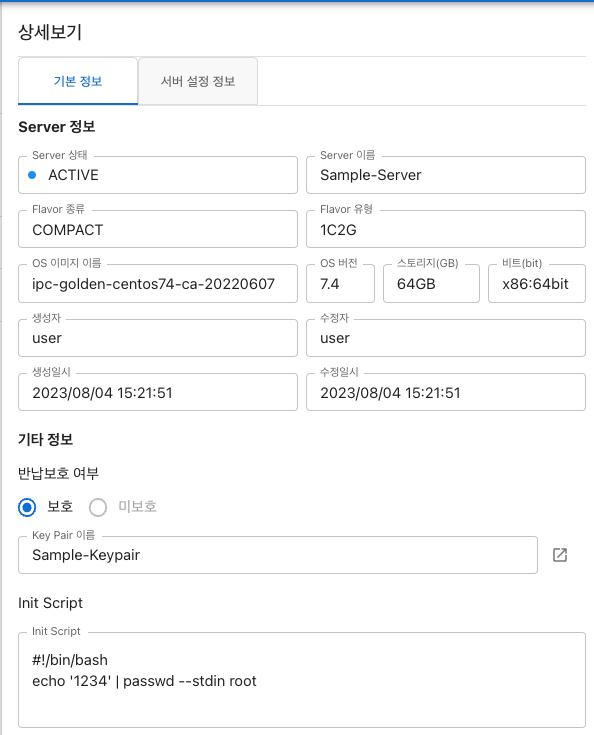 상세보기
기본 정보
서버 설정 정보
Server 정보
Server 상태
ACTIVE
Server 이름
Sample-Server
Flavor 종류
COMPACT
Flavor 유형
1C2G
OS 이미지 이름
ipc-golden-centos74-ca-20220607
OS 버전
7.4
스토리지(GB)
64GB
비트(bit)
x86:64bit
생성자
user
수정자
user
생성일시
2023/08/04 15:21:51
수정일시
2023/08/04 15:21:51
기타 정보
반납보호 여부
보호
미보호
Key Pair 이름
Sample-Keypair
Init Script
Init Script
#!/bin/bash
echo '1234' | passwd --stdin root